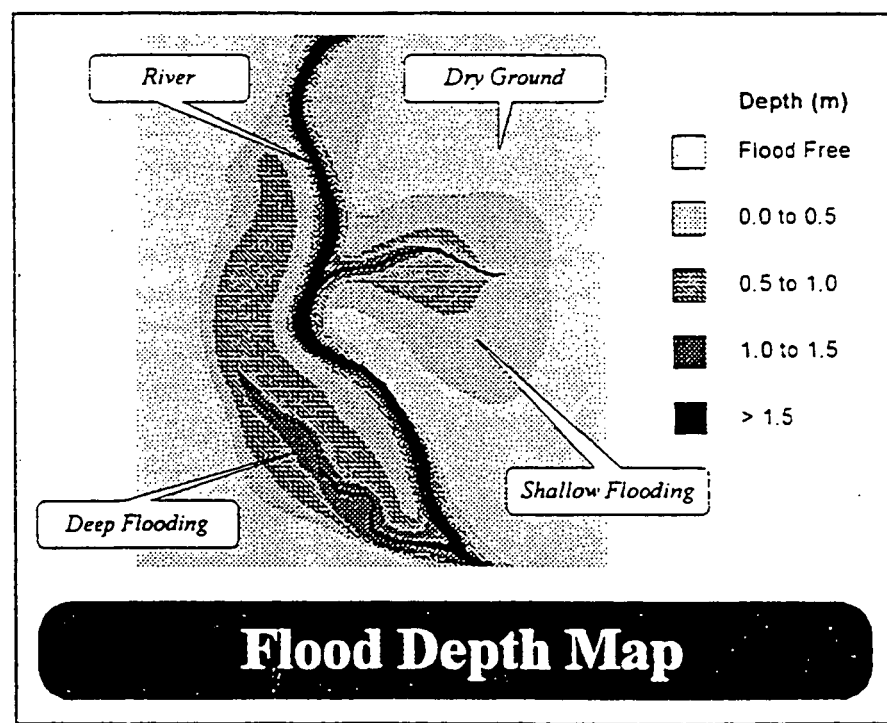 River
Dry Ground
Depth (m)
Flood Free
0.0 to 0.5
0.5 to 1.0
1.0 to 1.5
> 1.5
Shallow Flooding
Deep Flooding
Flood Depth Map